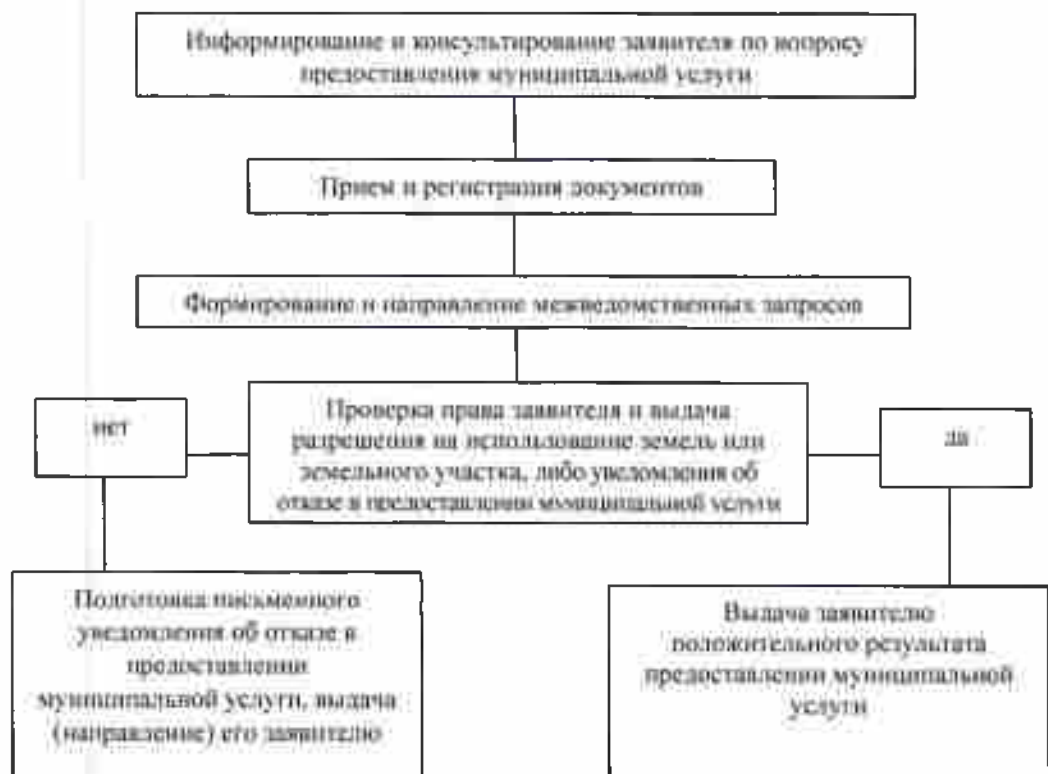 Информирование и консультирование заявителя по вопросу
предоставления муниципальной услуги
Прием и регистрация документов
Формирование и направление межведомственных запросов
Проверка права заявителя и выдача
разрешения на использование земель или
земельного участка, либо уведомления об
отказе в предоставлении муниципальной услуги
нет
да
Подготовка письменного
уведомления об отказе в
предоставлении
муниципальной услуги, выдача
(направление) его заявителю
Выдача заявителю
положительного результата
предоставлении муниципальной
услуги